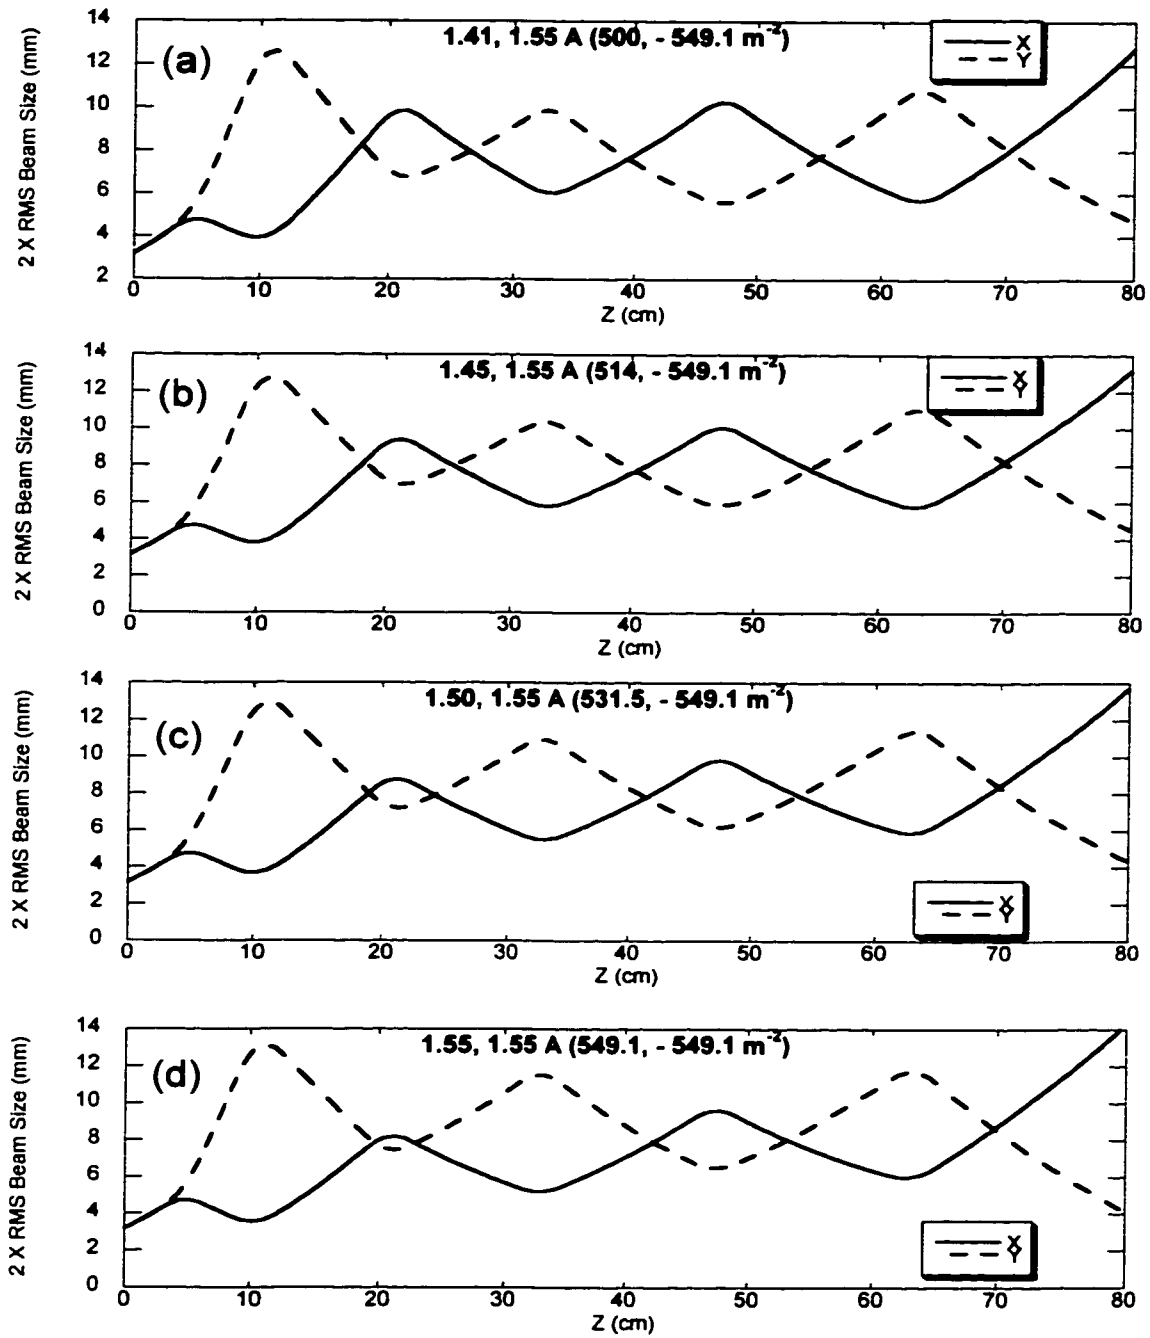 14
12
10
8
6
4
2
2 X RMS Beam Size (mm)
(a)
1.41, 1.55 A (500, - 549.1 m-2)
X
Y
0 10 20 30 40 50 60 70 80
Z (cm)
14
12
10
8
6
4
2
0
2 X RMS Beam Size (mm)
(b)
1.45, 1.55 A (514, - 549.1 m-2)
X
Y
0 10 20 30 40 50 60 70 80
Z (cm)
14
12
10
8
6
4
2
0
2 X RMS Beam Size (mm)
(c)
1.50, 1.55 A (531.5, - 549.1 m-2)
X
Y
0 10 20 30 40 50 60 70 80
Z (cm)
14
12
10
8
6
4
2
0
2 X RMS Beam Size (mm)
(d)
1.55, 1.55 A (549.1, - 549.1 m-2)
X
Y
0 10 20 30 40 50 60 70 80
Z (cm)